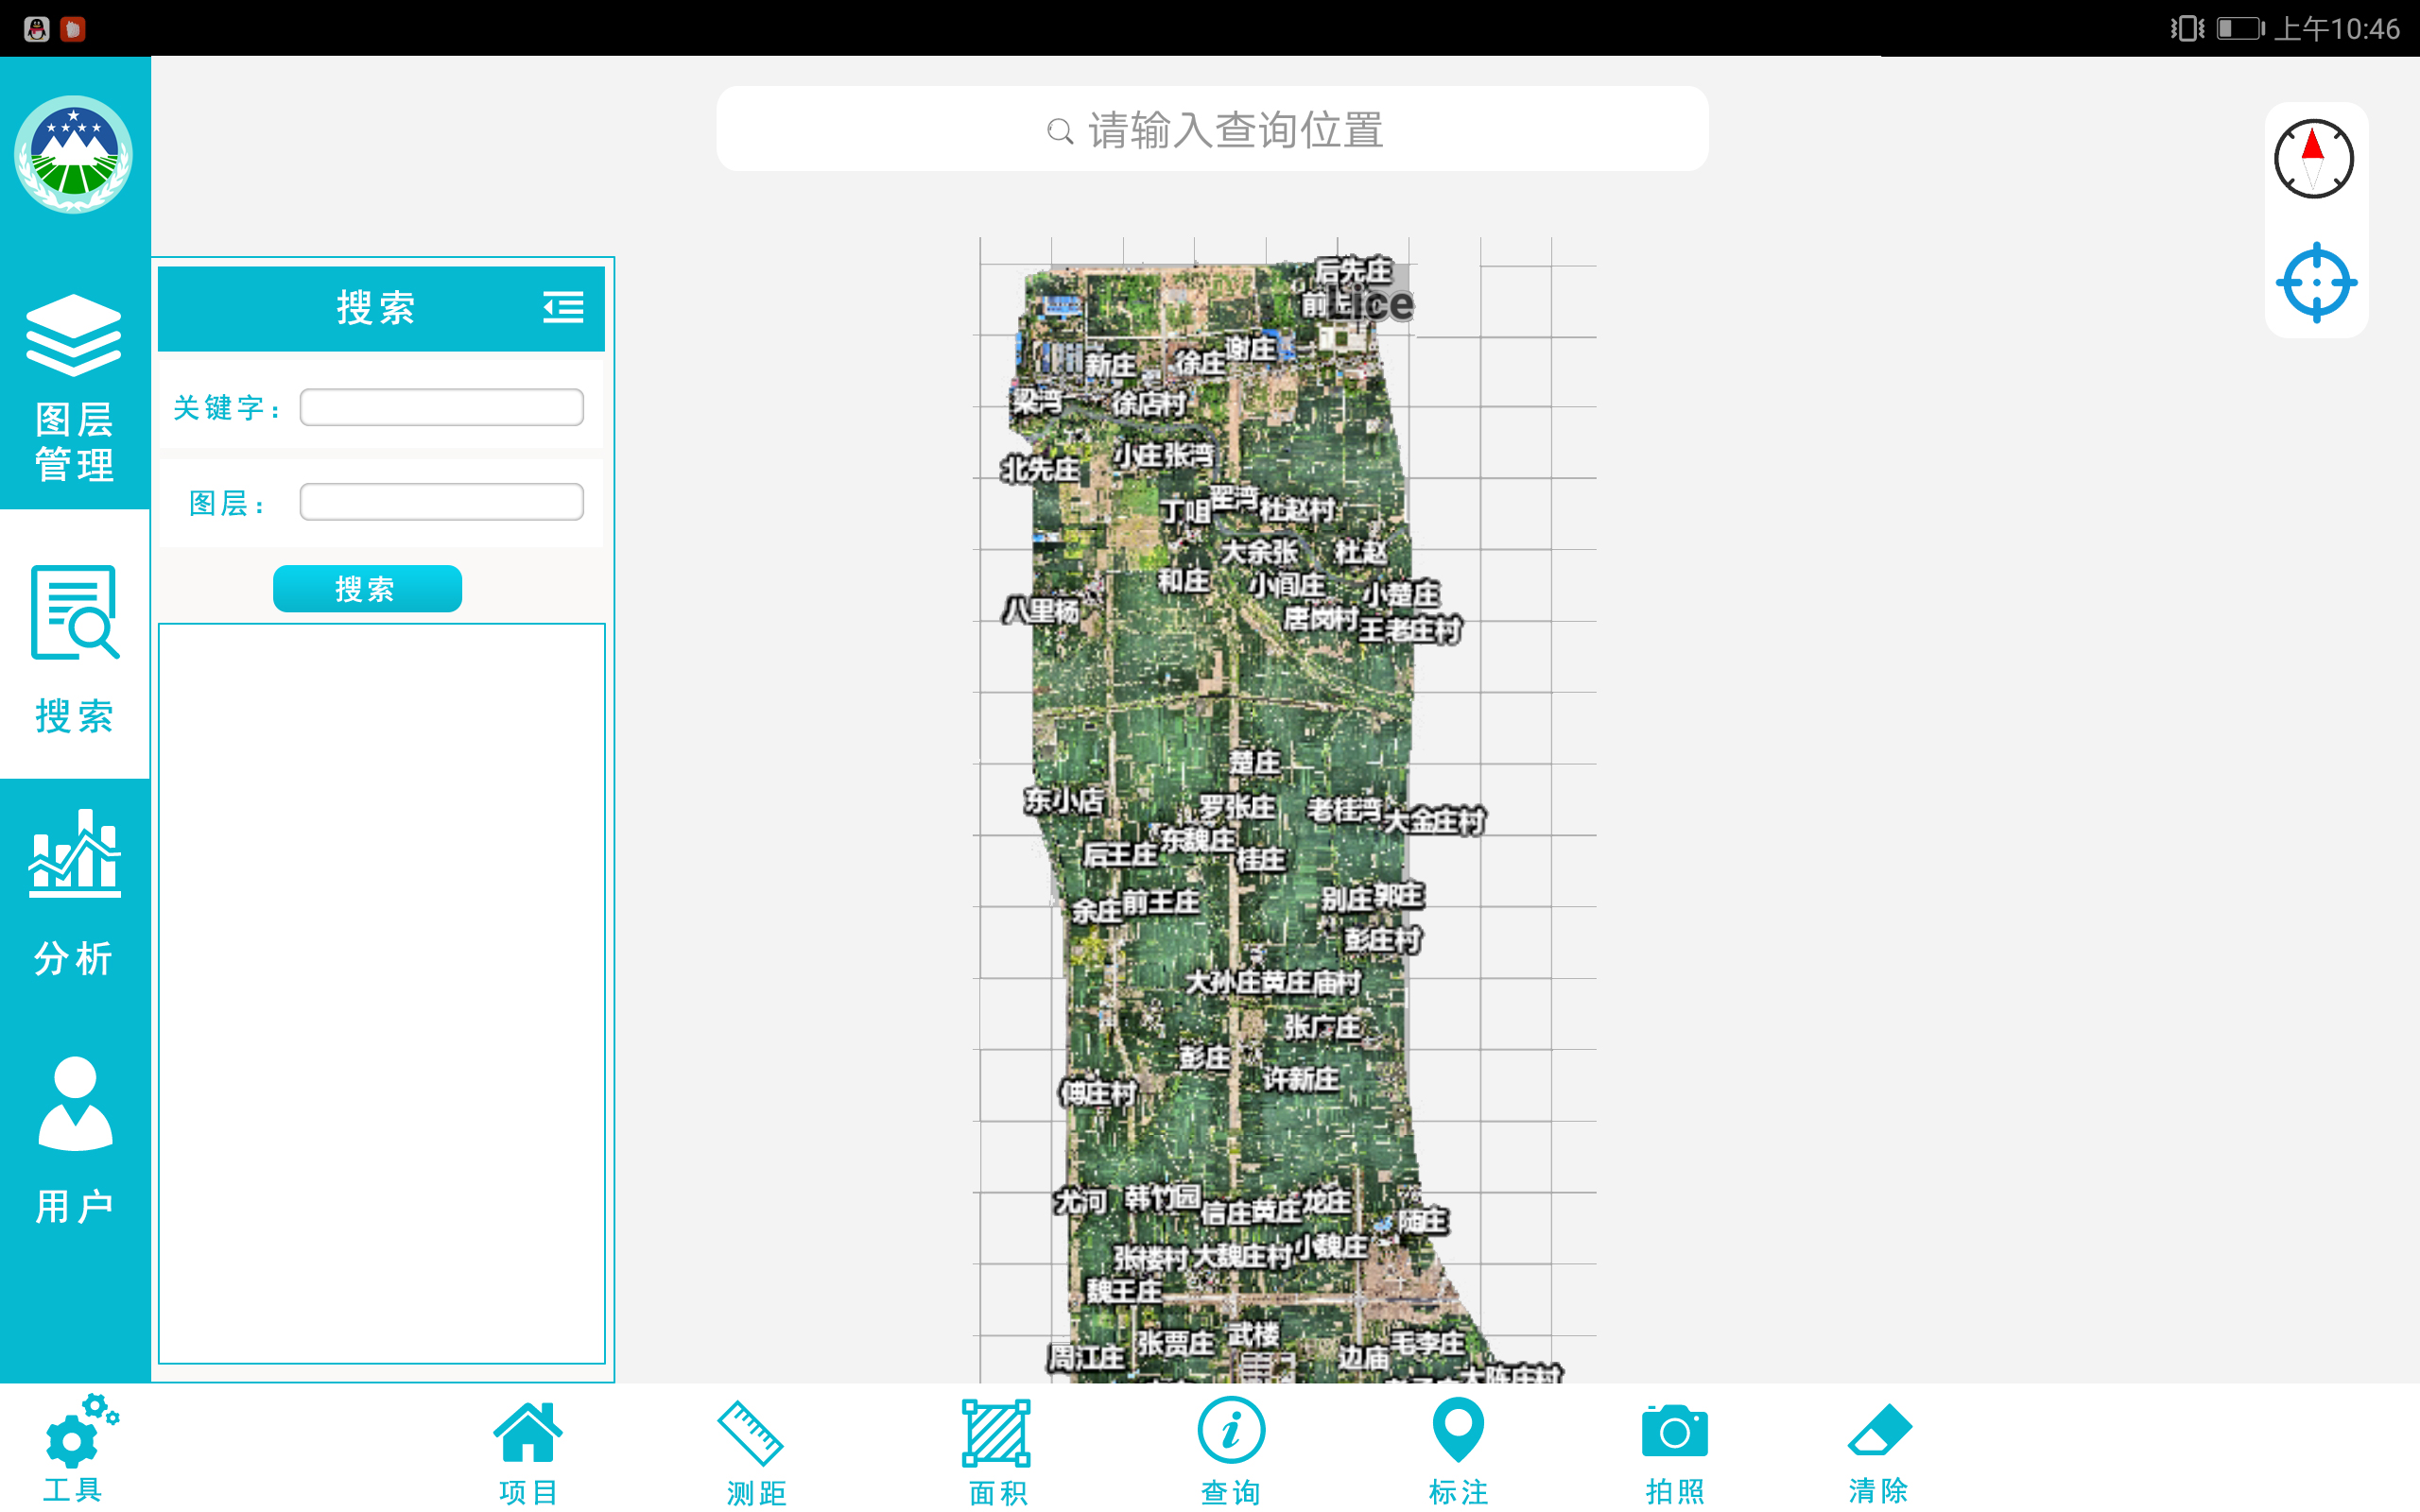 上午10:46
请输入查询位置
图层
管理
搜索
分析
用户
搜索
关键字：
图层：
搜索
后先庄
Lice
谢庄
新庄
徐庄
梁湾
徐店村
小庄张湾
北先庄
翟湾
丁咀
杜赵村
大余张
杜赵
和庄
小闫庄
小楚庄
八里杨
唐岗村
王老庄村
楚庄
东小店
罗张庄
老桂湾
大金庄村
东魏庄
后王庄
桂庄
别庄
郭庄
余庄
前王庄
彭庄村
大孙庄
黄庄庙村
张广庄
彭庄
许新庄
傅庄村
尤河
韩竹园
信庄
黄庄
龙庄
陋庄
张楼村
大魏庄村
小魏庄
魏王庄
武楼
张贾庄
毛李庄
周江庄
边庙
大陈庄村
工具
项目
测距
面积
查询
标注
拍照
清除